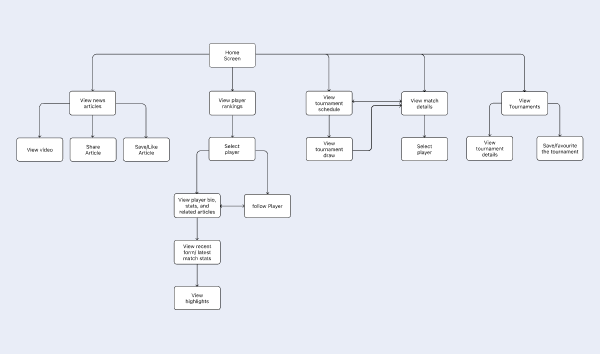 Home
Screen
View news
articles
View player
rankings
View
tournament
schedule
View match
details
View
Tournaments
View video
Share
Article
Save/Like
Article
Select
player
View
tournament
draw
Select
player
View
tournament
details
Save/favourite
the tournament
View player bio,
stats, and
related articles
follow Player
View recent
form/ latest
match stats
View
highlights